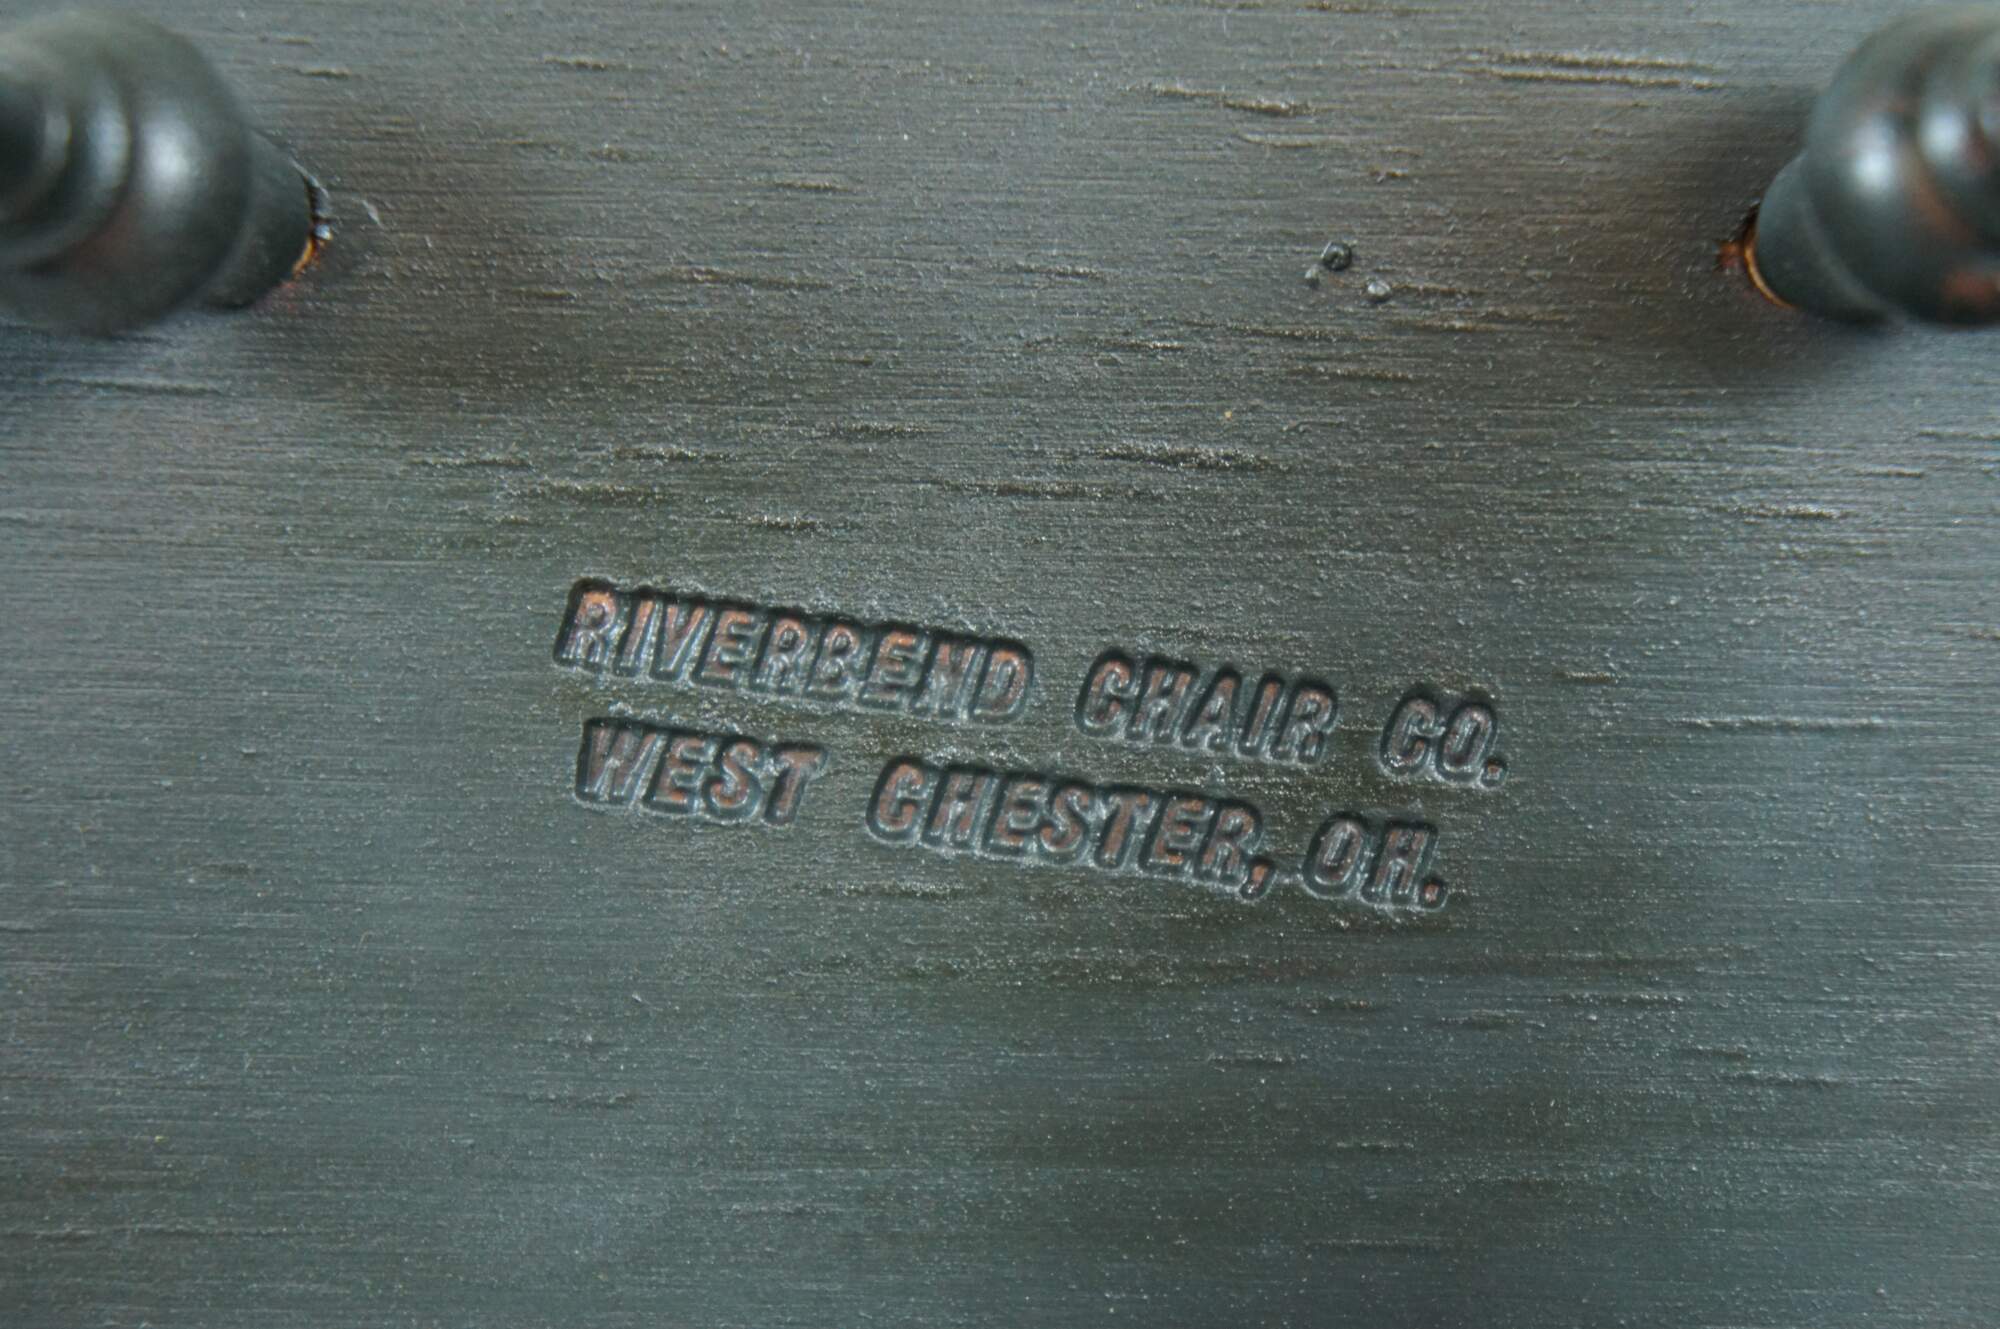 RIVERBEND CHAIR CO.
WEST CHESTER, OH.